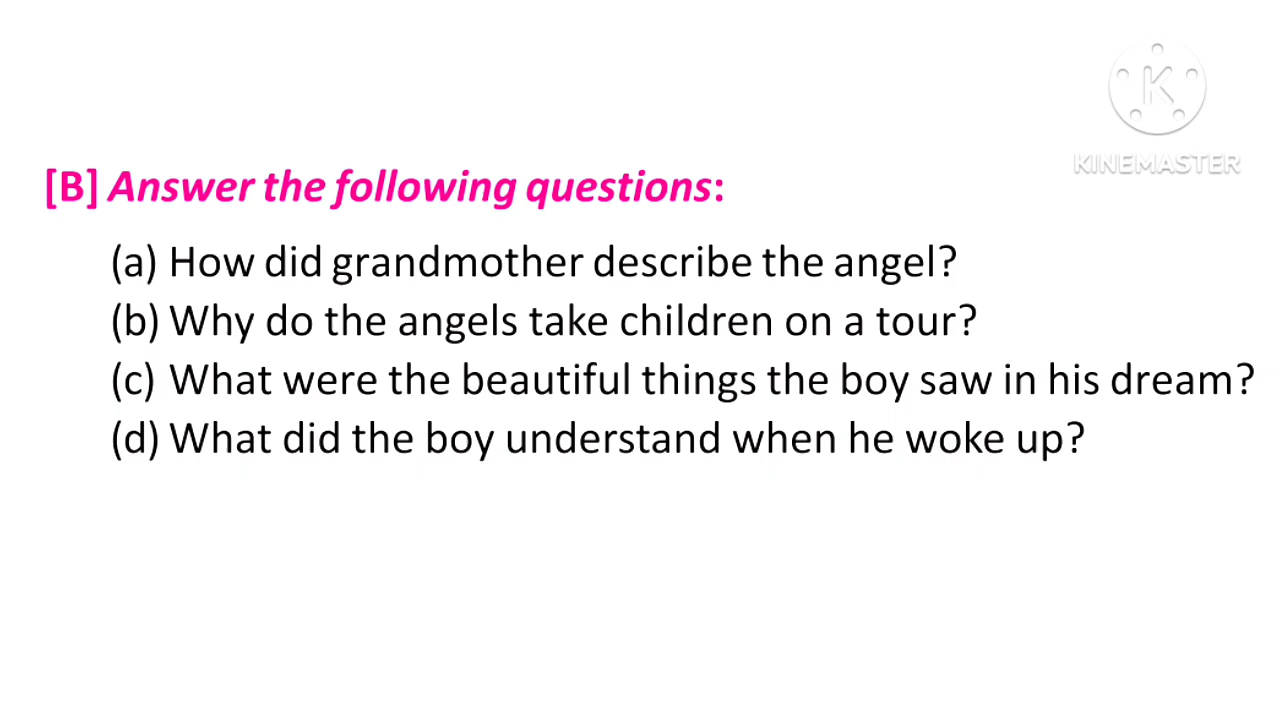 K
KINEMASTER
[B] Answer the following questions:
(a) How did grandmother describe the angel?
(b) Why do the angels take children on a tour?
(c) What were the beautiful things the boy saw in his dream?
(d) What did the boy understand when he woke up?